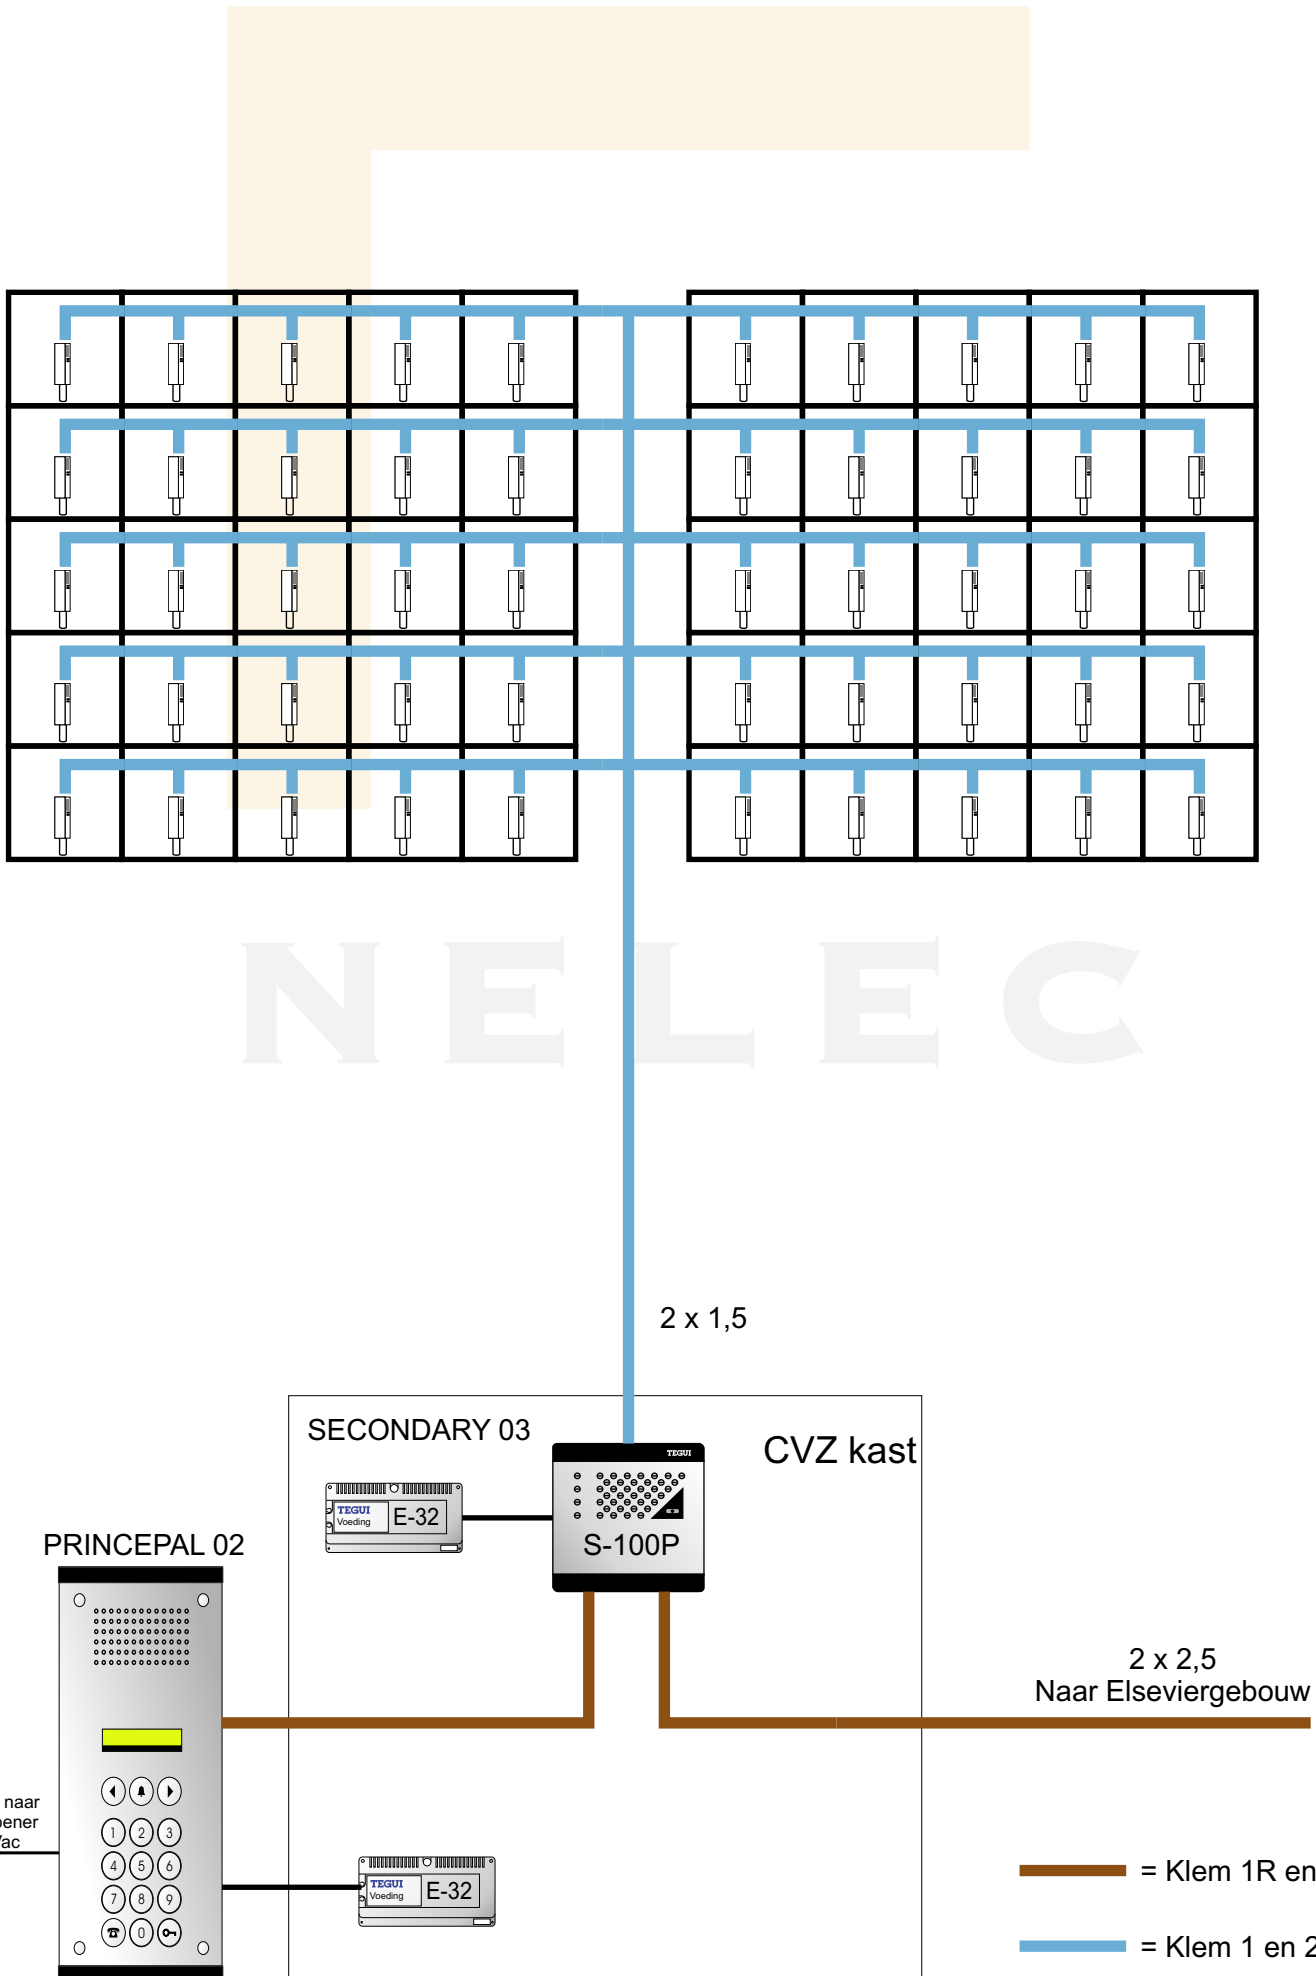 NELEC
2 x 1,5
SECONDARY 03
CVZ kast
TEGUI
TEGUI
Voeding
E-32
S-100P
PRINCEPAL 02
2 x 2,5
Naar Elseviergebouw
naar
1 2 3
4 5 6
7 8 9
0
TEGUI
Voeding
E-32
= Klem 1R en
= Klem 1 en 2